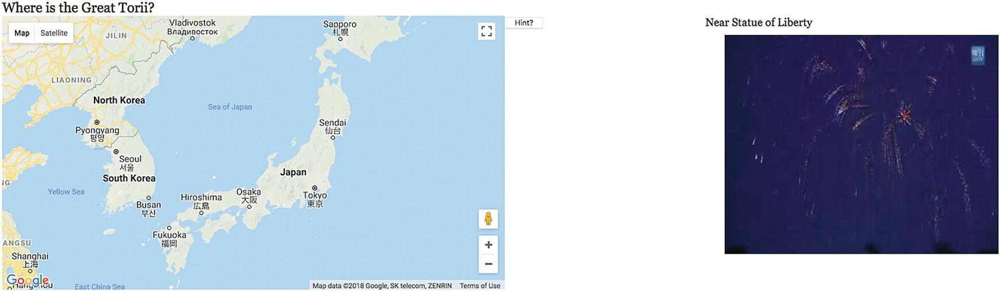 Where is the Great Torii?
Map
Satellite
Hint?
Near Statue of Liberty
WH
.GOV
Vladivostok
Владивосток
Sapporo
札幌
JILIN
LIAONING
North Korea
Sea of Japan
Pyongyang
평양
Sendai
仙台
Seoul
서울
South Korea
Japan
NG
Yellow Sea
Busan
부산
Hiroshima
広島
Osaka
大阪
Tokyo
東京
Fukuoka
福岡
ANGSU
Shanghai
上海
Google
East China Sea
Map data ©2018 Google, SK telecom, ZENRIN
Terms of Use